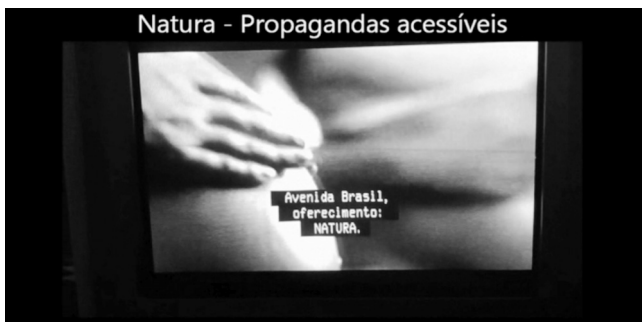 Natura - Propagandas acessíveis
Avenida Brasil,
oferecimento:
NATURA.